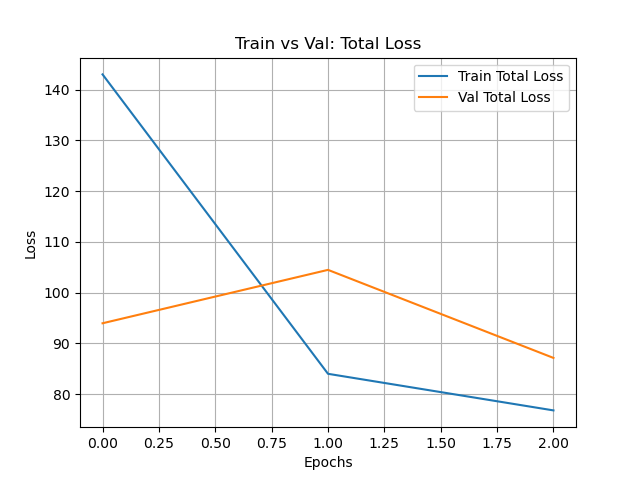 Train vs Val: Total Loss
Train Total Loss
Val Total Loss
Loss
140
130
120
110
100
90
80
0.00 0.25 0.50 0.75 1.00 1.25 1.50 1.75 2.00
Epochs